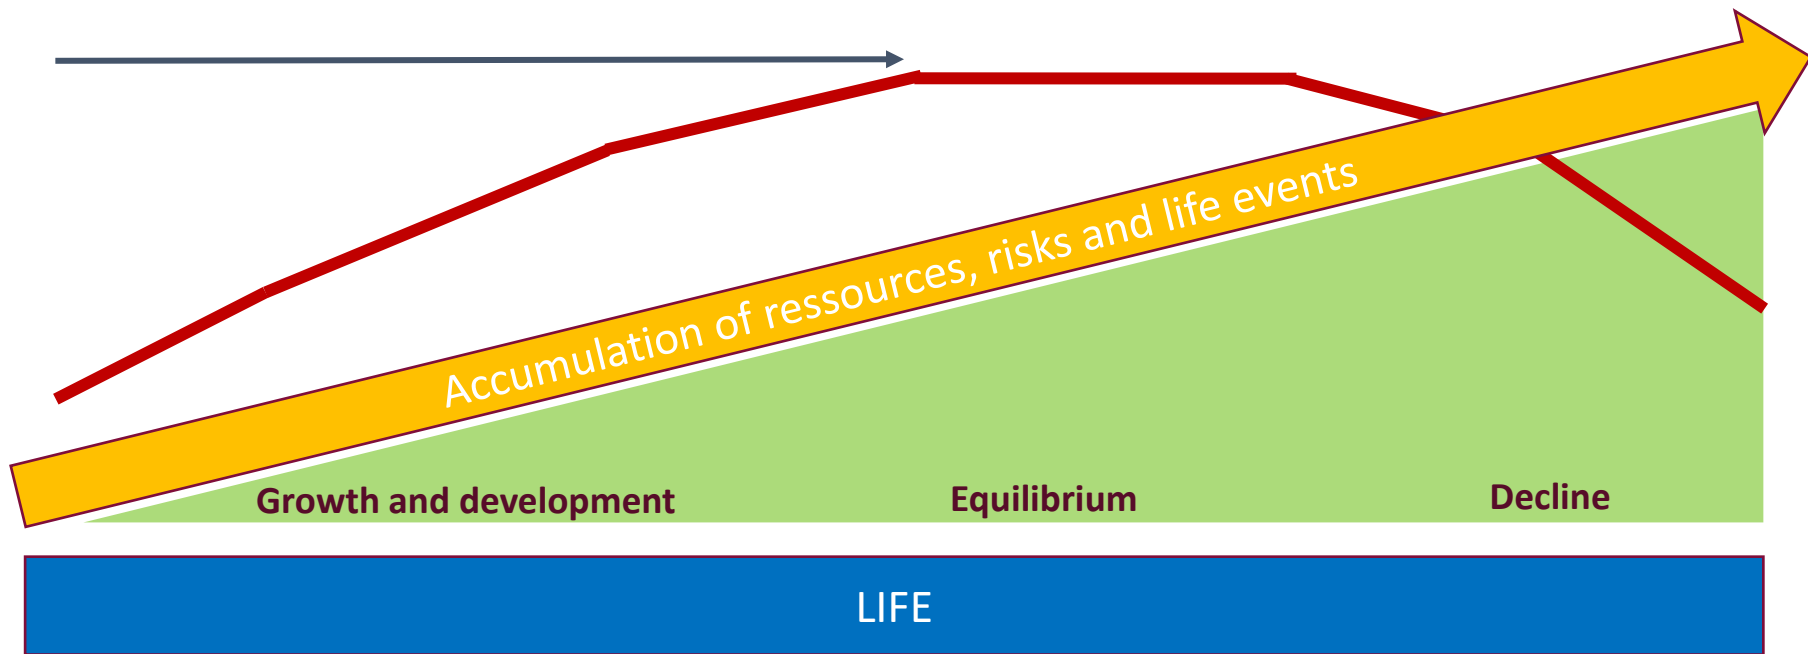 Accumulation of ressources, risks and life events
Growth and development
Equilibrium
Decline
LIFE